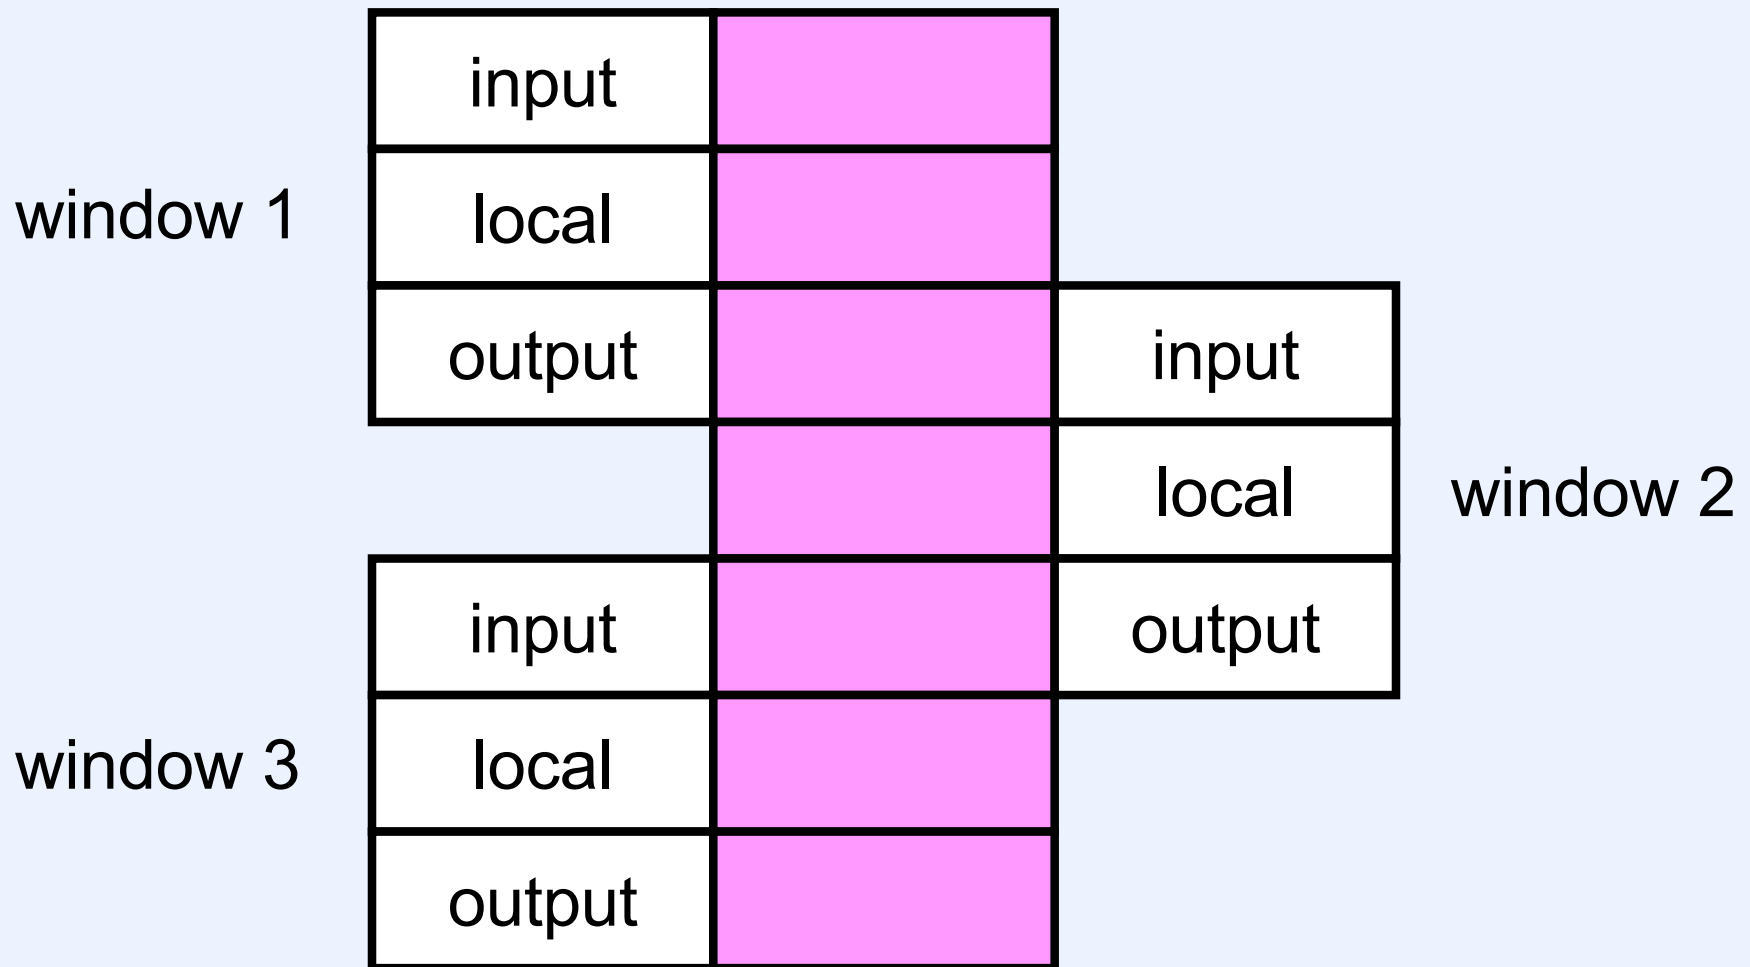 input
window 1
local
output
input
local
window 2
input
output
window 3
local
output